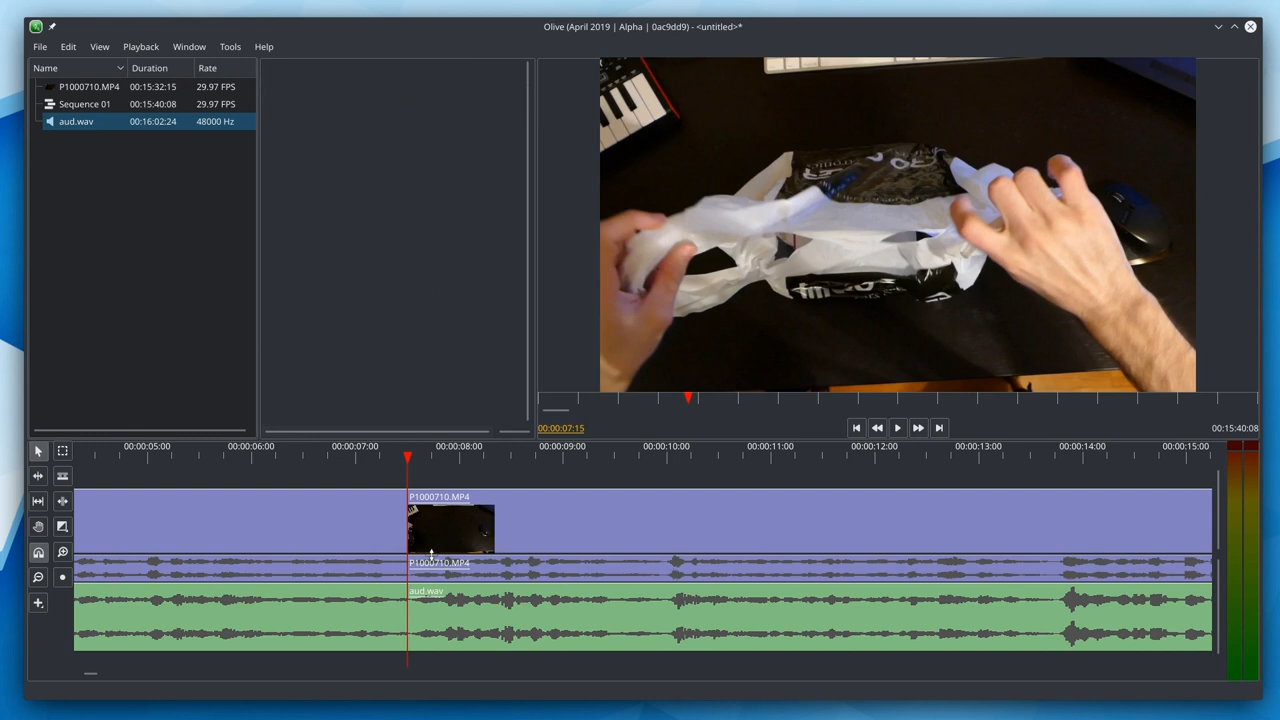 Olive (April 2019 | Alpha | 0ac9dd9) - <untitled>*
File Edit View Playback Window Tools Help
Name Duration Rate
P1000710.MP4 00:15:32:15 29.97 FPS
Sequence 01 00:15:40:08 29.97 FPS
aud.wav 00:16:02:24 48000 Hz
00:00:07:15 00:15:40:08
00:00:05:00 00:00:06:00 00:00:07:00 00:00:08:00 00:00:09:00 00:00:10:00 00:00:11:00 00:00:12:00 00:00:13:00 00:00:14:00 00:00:15:00
P1000710.MP4
P1000710.MP4
aud.wav